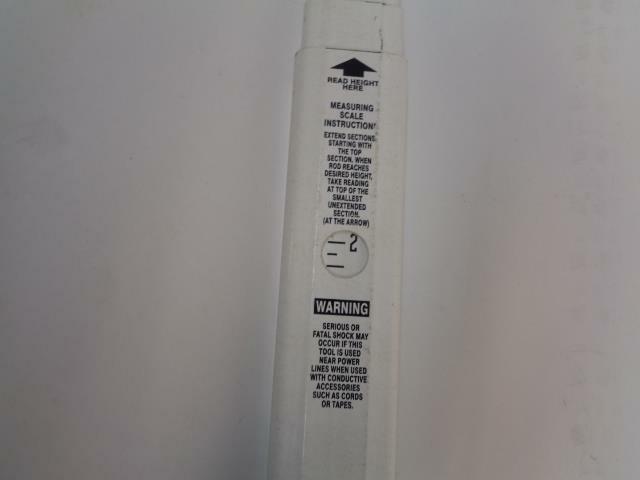 READ HEIGHT
HERE
MEASURING
SCALE
INSTRUCTION
EXTEND SECTIONS
STARTING WITH
THE TOP
SECTION, WHEN
ROD REACHES
DESIRED HEIGHT,
TAKE READING
AT TOP OF THE
SMALLEST
UNEXTENDED
SECTION.
(AT THE ARROW)
2
WARNING
SERIOUS OR
FATAL SHOCK MAY
OCCUR IF THIS
TOOL IS USED
NEAR POWER
LINES WHEN USED
WITH CONDUCTIVE
ACCESSORIES
SUCH AS CORDS
OR TAPES.